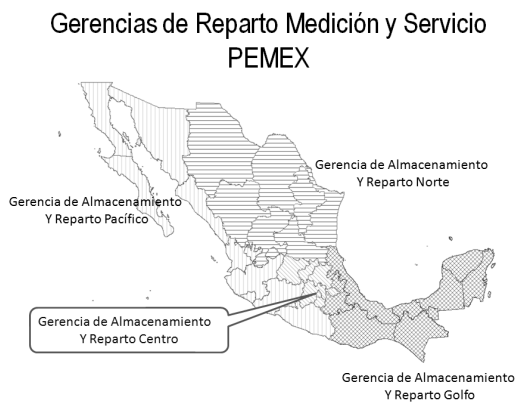 Gerencias de Reparto Medición y Servicio
PEMEX
Gerencia de Almacenamiento
Y Reparto Norte
Gerencia de Almacenamiento
Y Reparto Pacífico
Gerencia de Almacenamiento
Y Reparto Centro
Gerencia de Almacenamiento
Y Reparto Golfo